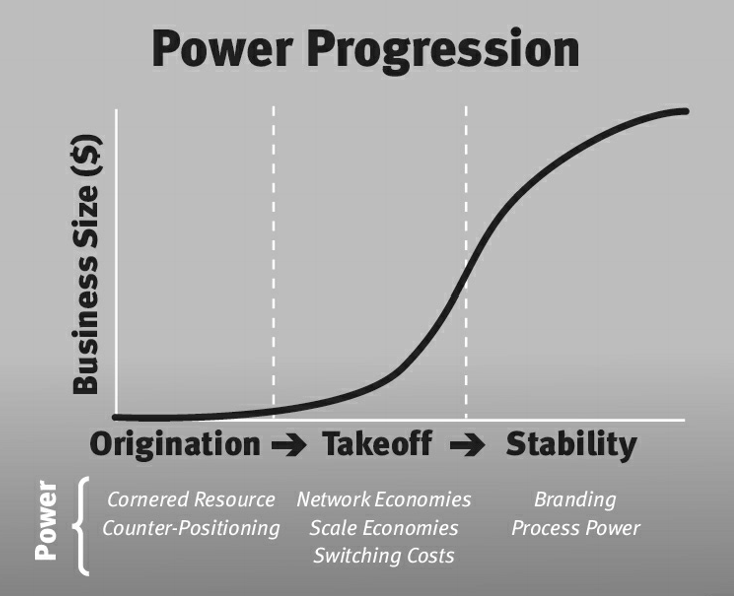 Power Progression
Business Size ($)
Origination → Takeoff → Stability
Power
Cornered Resource
Counter-Positioning
Network Economies
Scale Economies
Switching Costs
Branding
Process Power